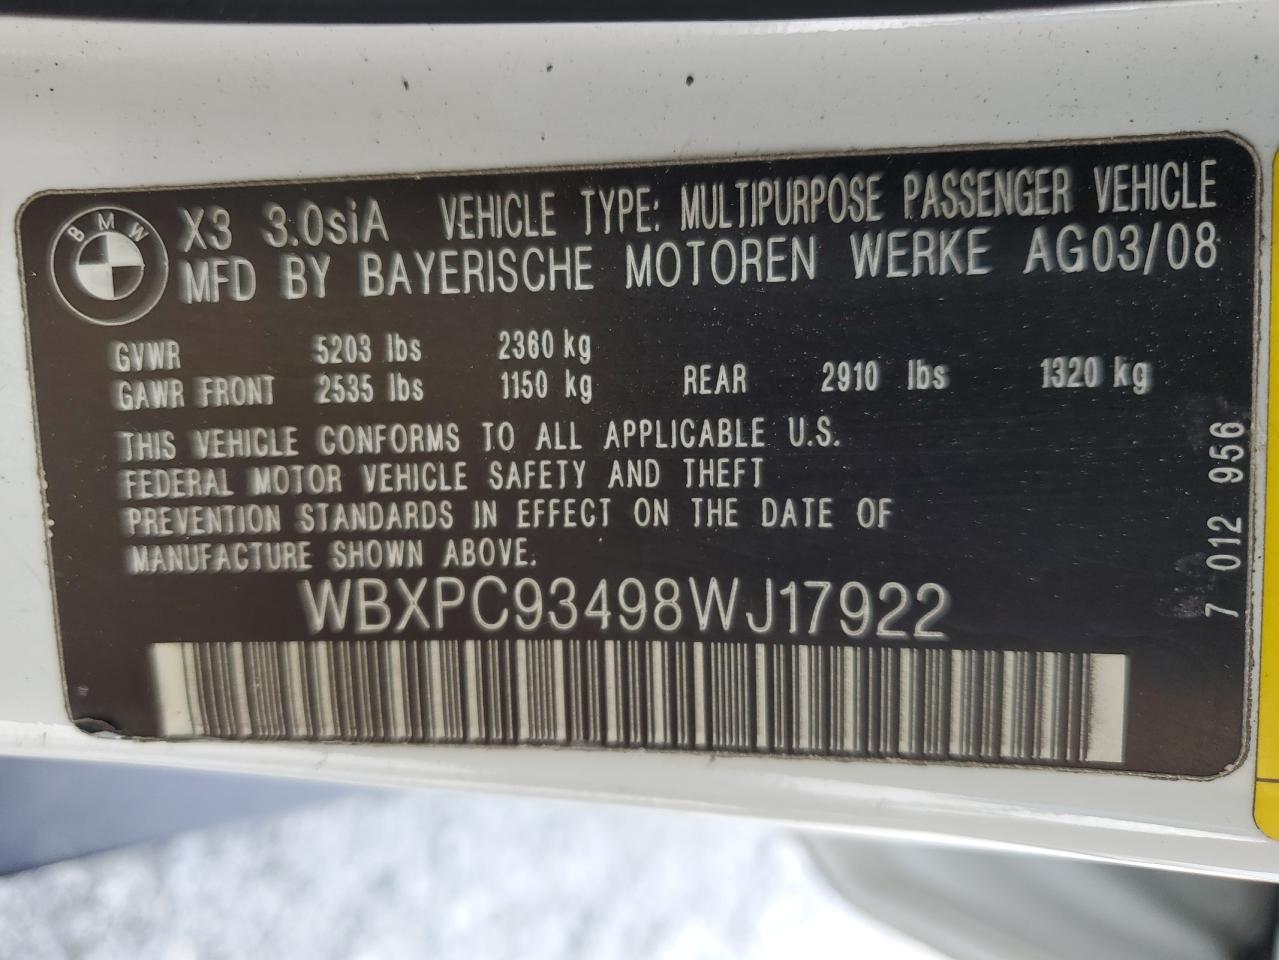 BMW
X3 3.0siA VEHICLE TYPE: MULTIPURPOSE PASSENGER VEHICLE
MFD BY BAYERISCHE MOTOREN WERKE AG03/08
GVWR 5203 lbs 2360 kg
GAWR FRONT 2535 lbs 1150 kg REAR 2910 lbs 1320 kg
THIS VEHICLE CONFORMS TO ALL APPLICABLE U.S.
FEDERAL MOTOR VEHICLE SAFETY AND THEFT
PREVENTION STANDARDS IN EFFECT ON THE DATE OF
MANUFACTURE SHOWN ABOVE.
WBXPC93498WJ17922
7 012 956